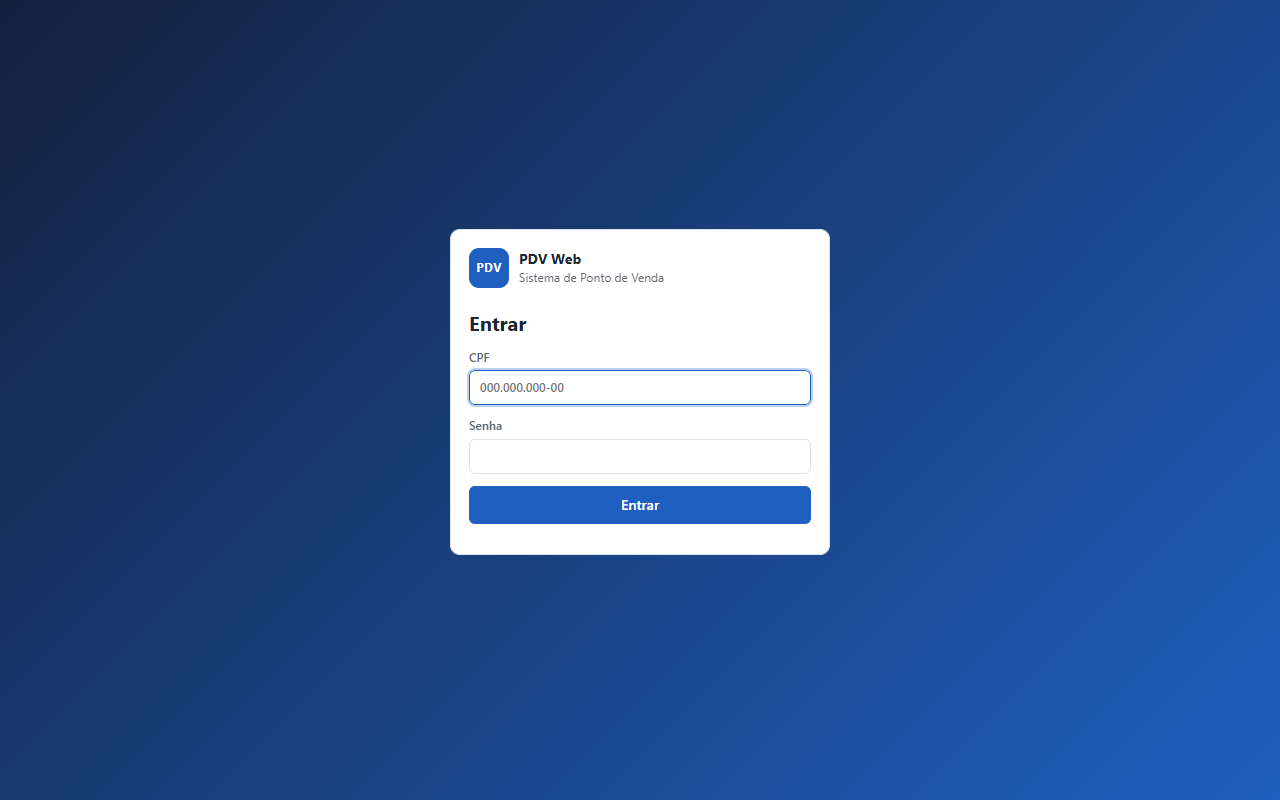 PDV
PDV Web
Sistema de Ponto de Venda
Entrar
CPF
000.000.000-00
Senha
Entrar